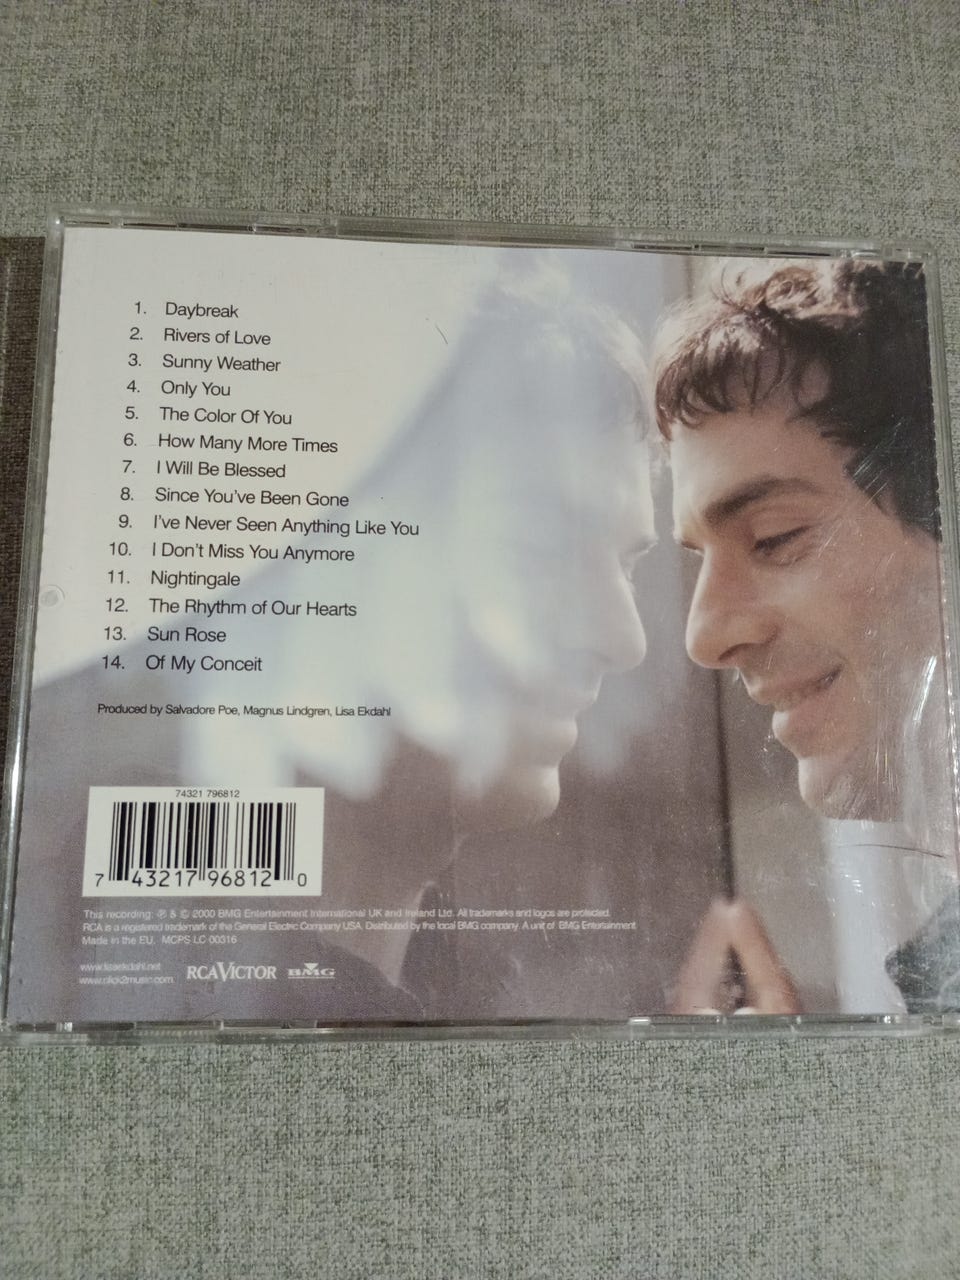 1. Daybreak
2. Rivers of Love
3. Sunny Weather
4. Only You
5. The Color Of You
6. How Many More Times
7. I Will Be Blessed
8. Since You've Been Gone
9. I've Never Seen Anything Like You
10. I Don't Miss You Anymore
11. Nightingale
12. The Rhythm of Our Hearts
13. Sun Rose
14. Of My Conceit
Produced by Salvadore Poe, Magnus Lindgren, Lisa Ekdahl
74321 796812
7 43217 96812 0
This recording: ℗ & © 2000 BMG Entertainment International UK and Ireland Ltd. All trademarks and logos are protected.
RCA is a registered trademark of the General Electric Company USA. Distributed by the local BMG company. A unit of BMG Entertainment
Made in the EU. MCPS LC 00316
www.lisaekdahl.net
www.click2music.com
RCA VICTOR
BMG